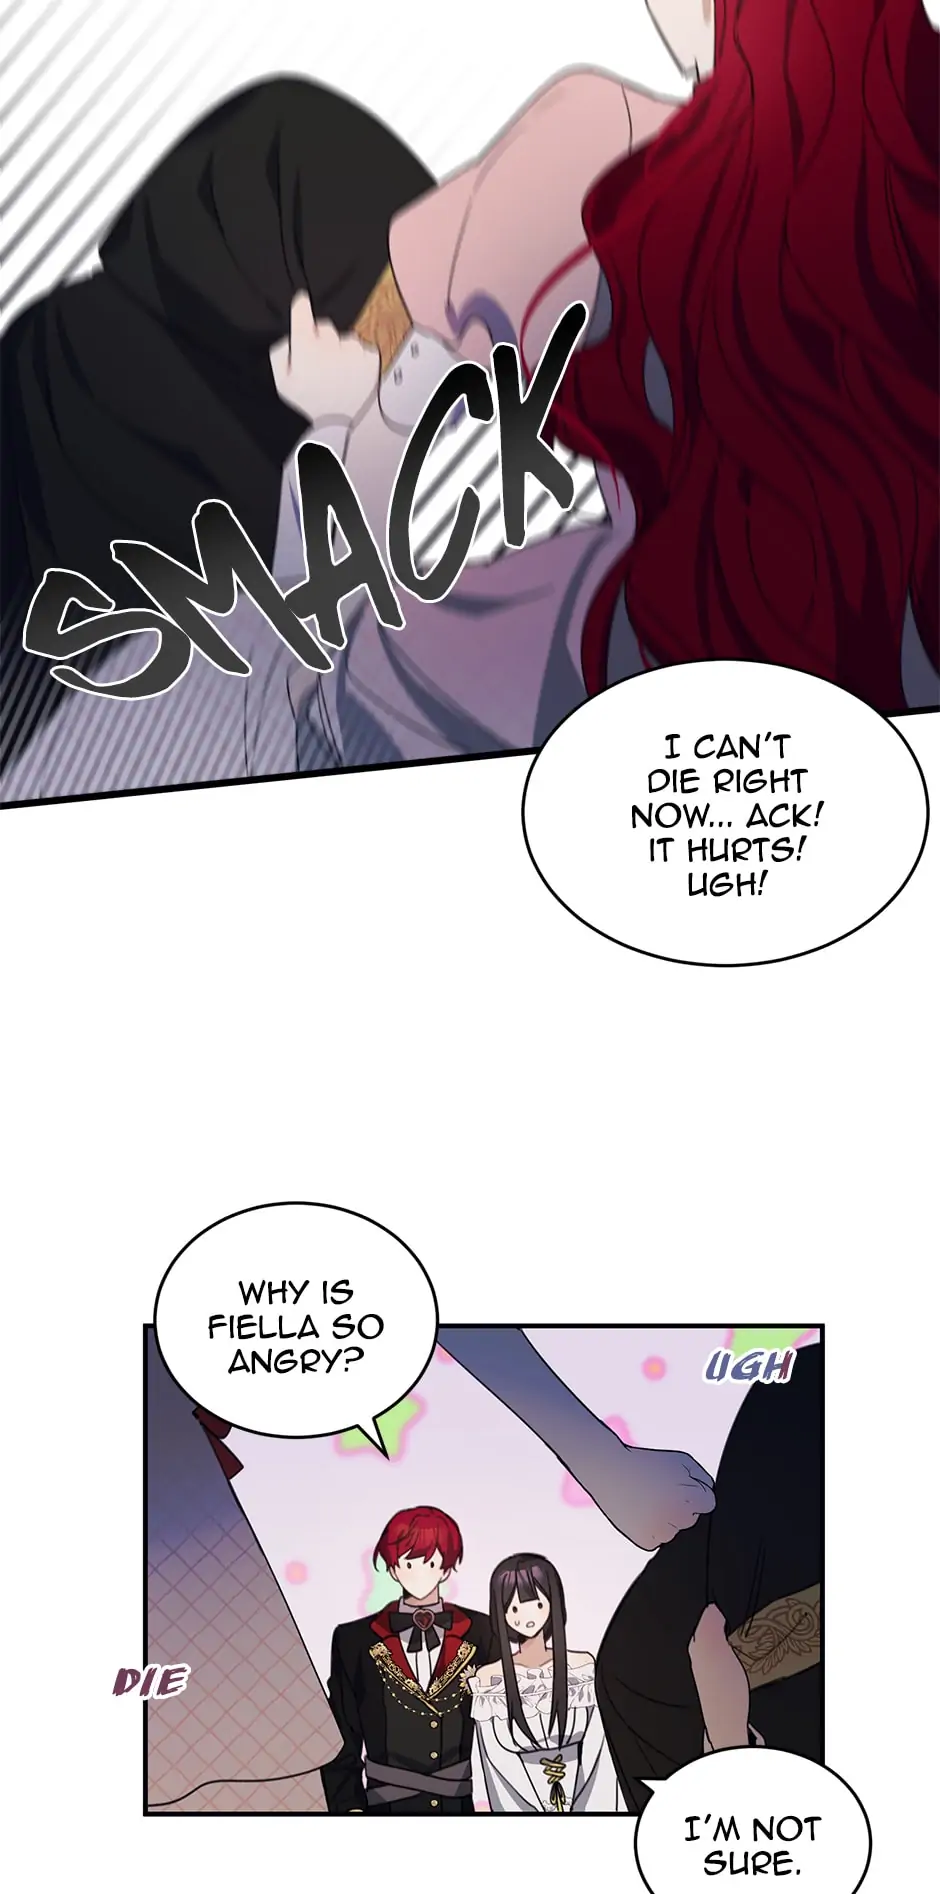 SMACK
I CAN'T
DIE RIGHT
NOW... ACK!
IT HURTS!
UGH!
WHY IS
FIELLA SO
ANGRY?
UGH
DIE
I'M NOT
SURE.